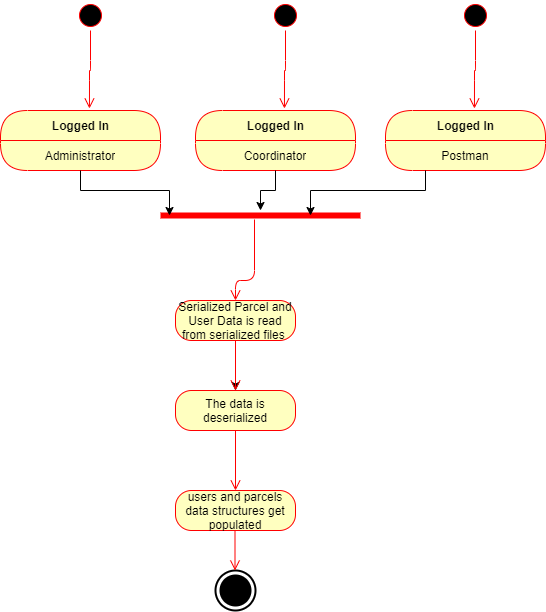 Logged In
Administrator
Logged In
Coordinator
Logged In
Postman
Serialized Parcel and
User Data is read
from serialized files
The data is
deserialized
users and parcels
data structures get
populated